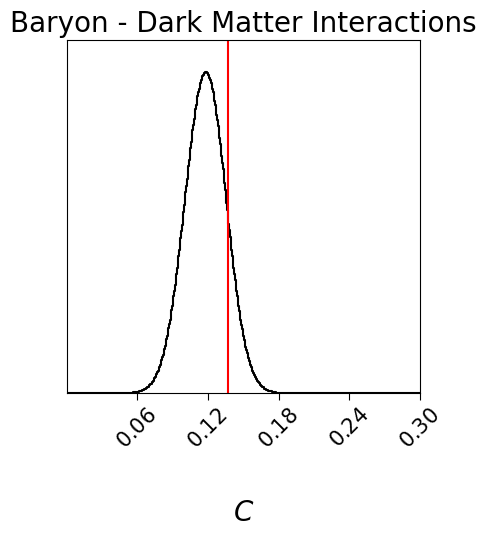 Baryon - Dark Matter Interactions
0.06 0.12 0.18 0.24 0.30
C